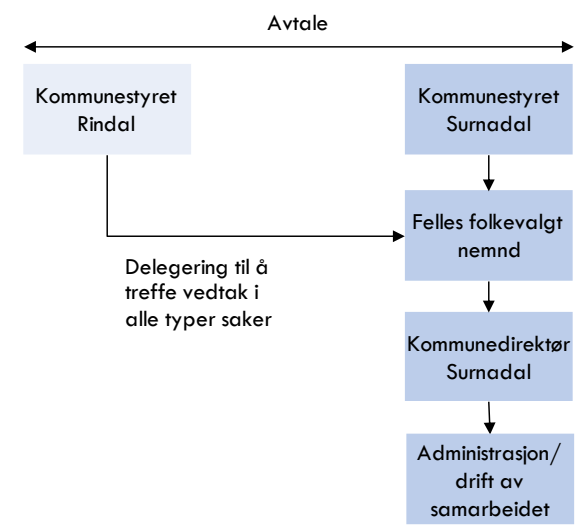 Avtale
Kommunestyret
Rindal
Kommunestyret
Surnadal
Felles folkevalgt
nemnd
Delegering til å
treffe vedtak i
alle typer saker
Kommunedirektør
Surnadal
Administrasjon/
drift av
samarbeidet